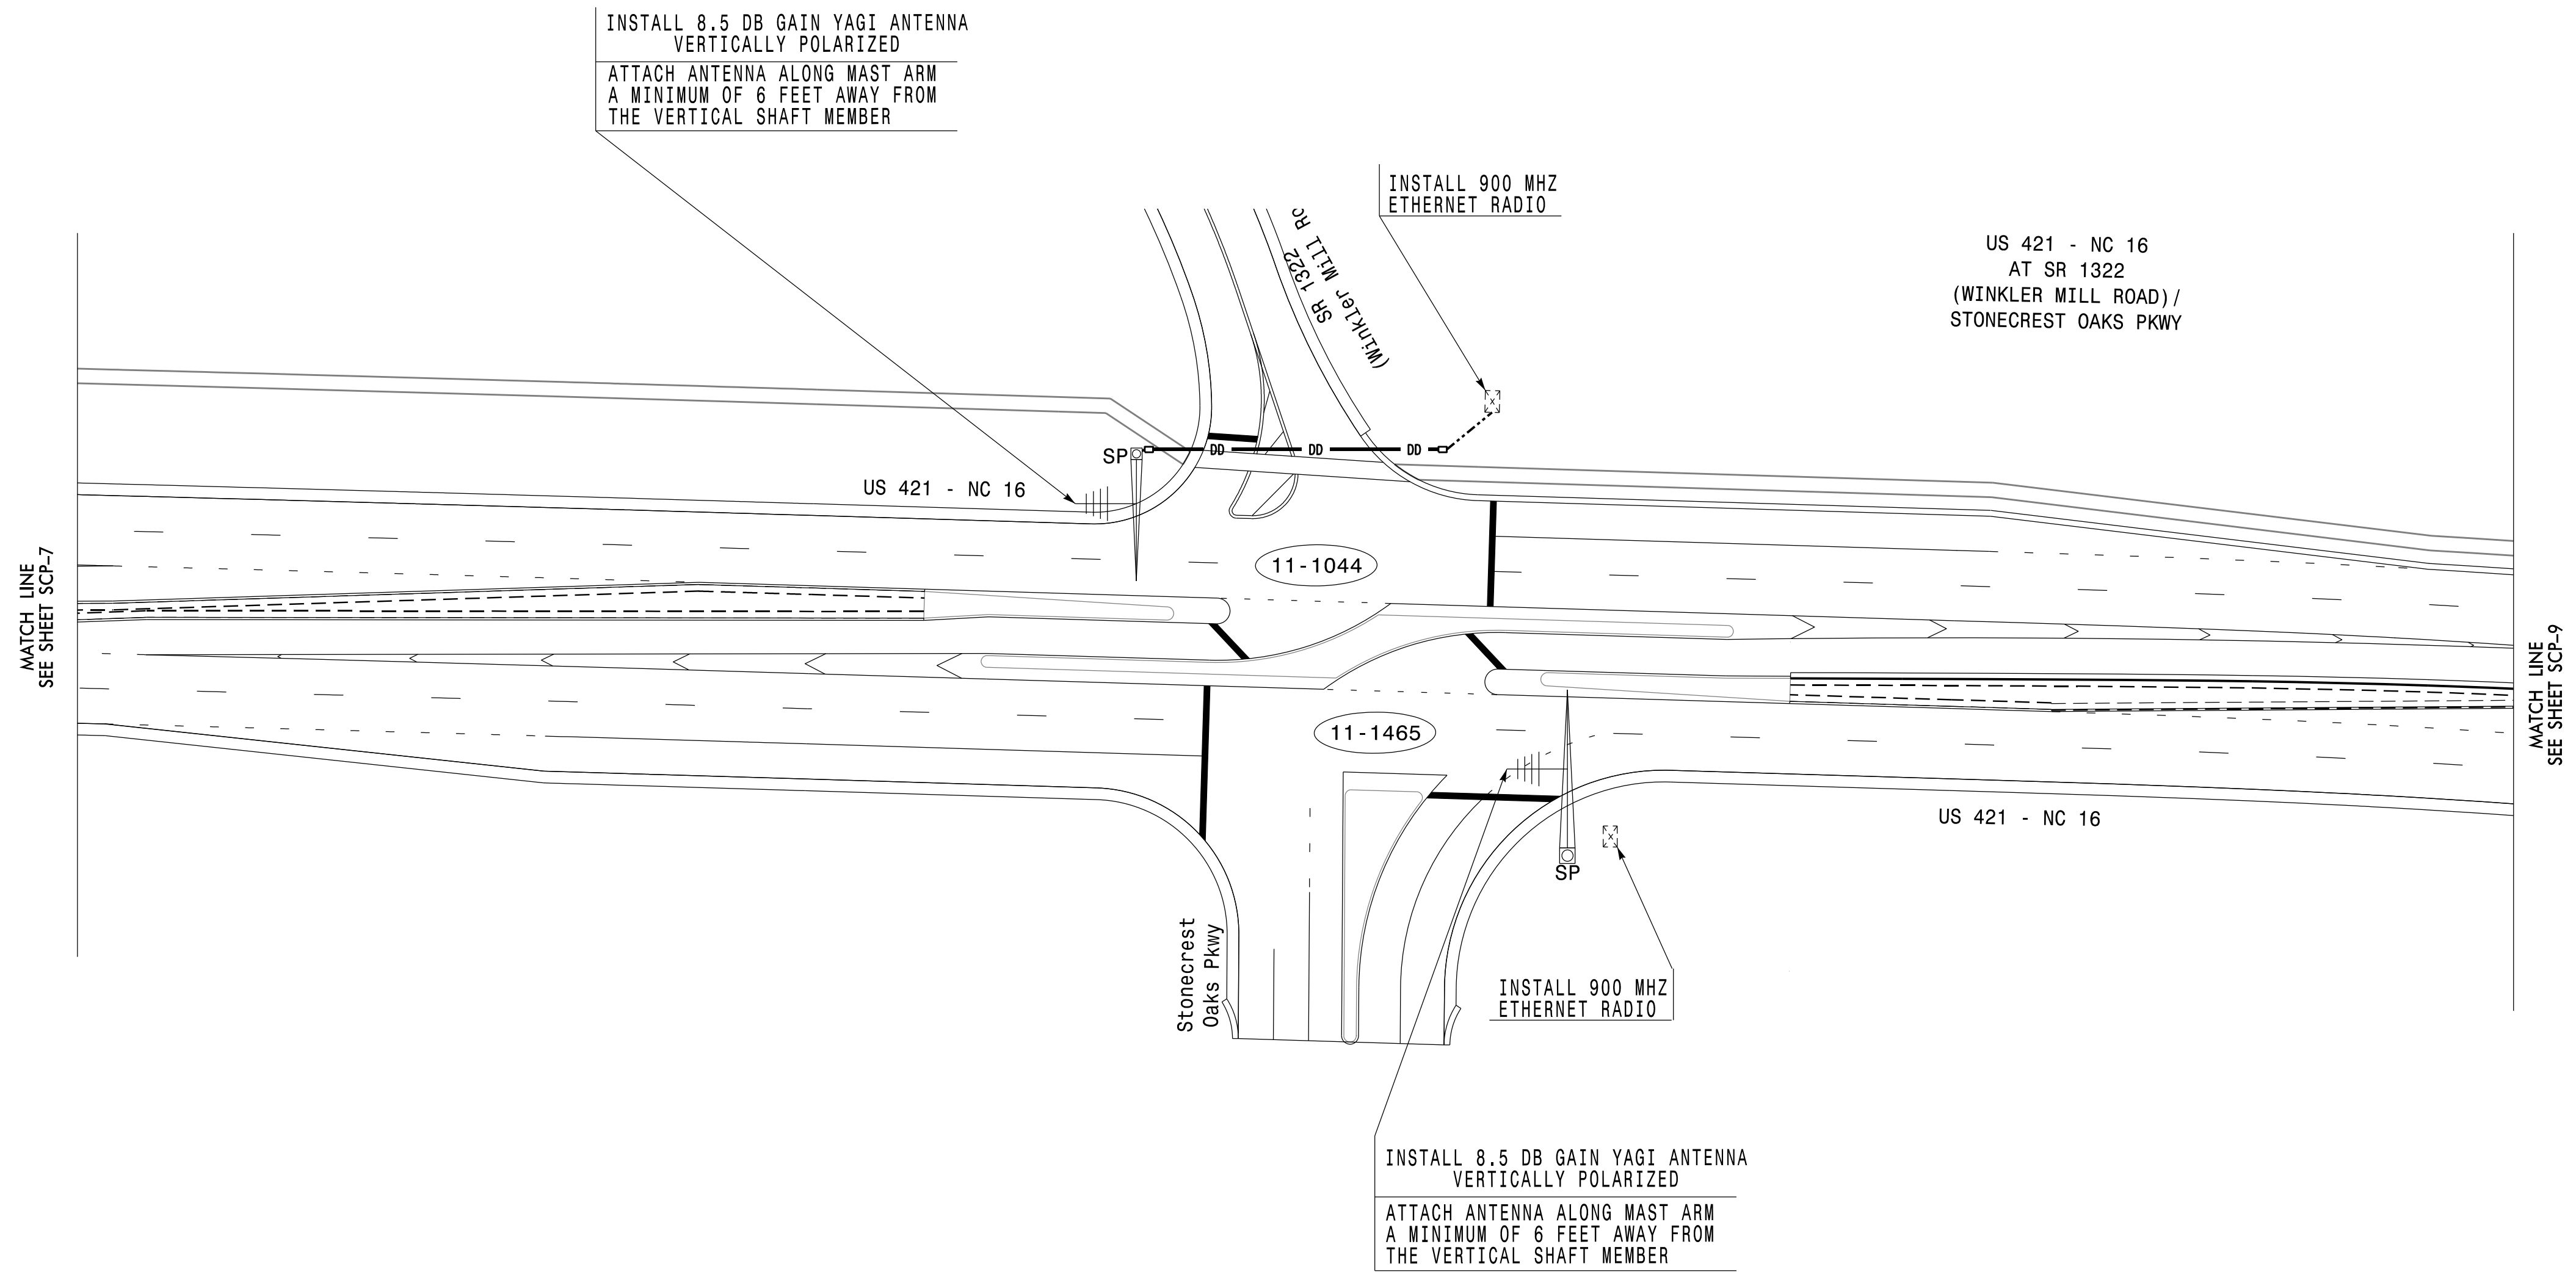 INSTALL 8.5 DB GAIN YAGI ANTENNA
VERTICALLY POLARIZED
ATTACH ANTENNA ALONG MAST ARM
A MINIMUM OF 6 FEET AWAY FROM
THE VERTICAL SHAFT MEMBER
INSTALL 900 MHZ
ETHERNET RADIO
US 421 - NC 16
AT SR 1322
(WINKLER MILL ROAD)/
STONECREST OAKS PKWY
SR 1322
(Winkler Mill Ro
X
SP
DD DD DD
US 421 - NC 16
11-1044
MATCH LINE
SEE SHEET SCP-7
MATCH LINE
SEE SHEET SCP-9
11-1465
US 421 - NC 16
X
SP
Stonecrest
Oaks Pkwy
INSTALL 900 MHZ
ETHERNET RADIO
INSTALL 8.5 DB GAIN YAGI ANTENNA
VERTICALLY POLARIZED
ATTACH ANTENNA ALONG MAST ARM
A MINIMUM OF 6 FEET AWAY FROM
THE VERTICAL SHAFT MEMBER